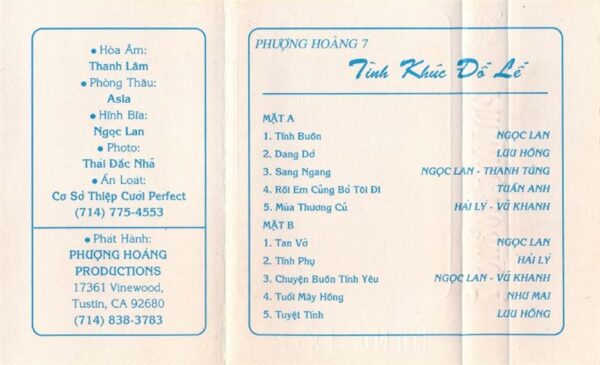 ● Hòa Âm:
Thanh Lâm
● Phòng Thâu:
Asia
● Hình Bìa:
Ngọc Lan
● Photo:
Thái Đắc Nhã
● Ấn Loát:
Cơ Sở Thiệp Cưới Perfect
(714) 775-4553
● Phát Hành:
PHƯỢNG HOÀNG
PRODUCTIONS
17361 Vinewood,
Tustin, CA 92680
(714) 838-3783
PHƯỢNG HOÀNG 7
Tình Khúc Đổ Lể
MẶT A
1. Tình Buồn NGỌC LAN
2. Dang Dở LƯU HỒNG
3. Sang Ngang NGỌC LAN - THANH TÙNG
4. Rồi Em Cũng Bỏ Tôi Đi TUẤN ANH
5. Mùa Thương Cũ HẢI LÝ - VŨ KHANH
MẶT B
1. Tan Vỡ NGỌC LAN
2. Tình Phụ HẢI LÝ
3. Chuyện Buồn Tình Yêu NGỌC LAN - VŨ KHANH
4. Tuổi Mây Hồng NHƯ MAI
5. Tuyệt Tình LƯU HỒNG